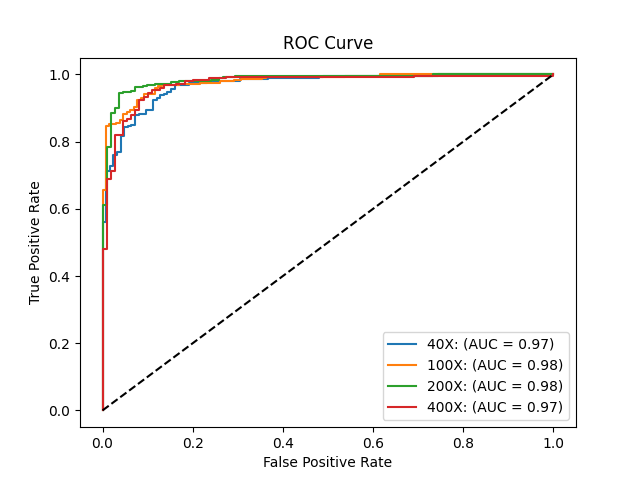 ROC Curve
True Positive Rate
1.0
0.8
0.6
0.4
0.2
0.0
40X: (AUC = 0.97)
100X: (AUC = 0.98)
200X: (AUC = 0.98)
400X: (AUC = 0.97)
0.0 0.2 0.4 0.6 0.8 1.0
False Positive Rate